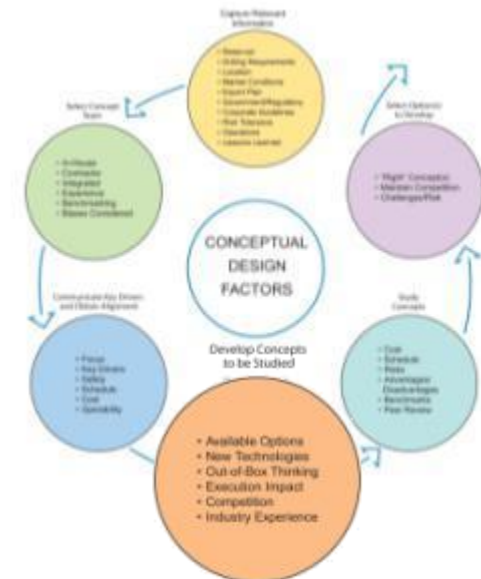 Capture Relevant
Information
• Reservoir
• Drilling Requirements
• Location
• Market Conditions
• Export Plan
• Government/Regulatory
• Corporate Guidelines
• Risk Tolerance
• Operations
• Lessons Learned
Select Concept
Team
• In-House
• Contractor
• Integrated
• Experience
• Benchmarking
• Biases Considered
Communicate Key Drivers
and Obtain Alignment
• Focus
• Key Drivers
• Safety
• Schedule
• Cost
• Operability
CONCEPTUAL
DESIGN
FACTORS
Develop Concepts
to be Studied
• Available Options
• New Technologies
• Out-of-Box Thinking
• Execution Impact
• Competition
• Industry Experience
Study
Concepts
• Cost
• Schedule
• Risks
• Advantages/
Disadvantages
• Benchmarks
• Peer Review
Select Option(s)
to Develop
• "Right" Concept(s)
• Maintain Competition
• Challenges/Risk